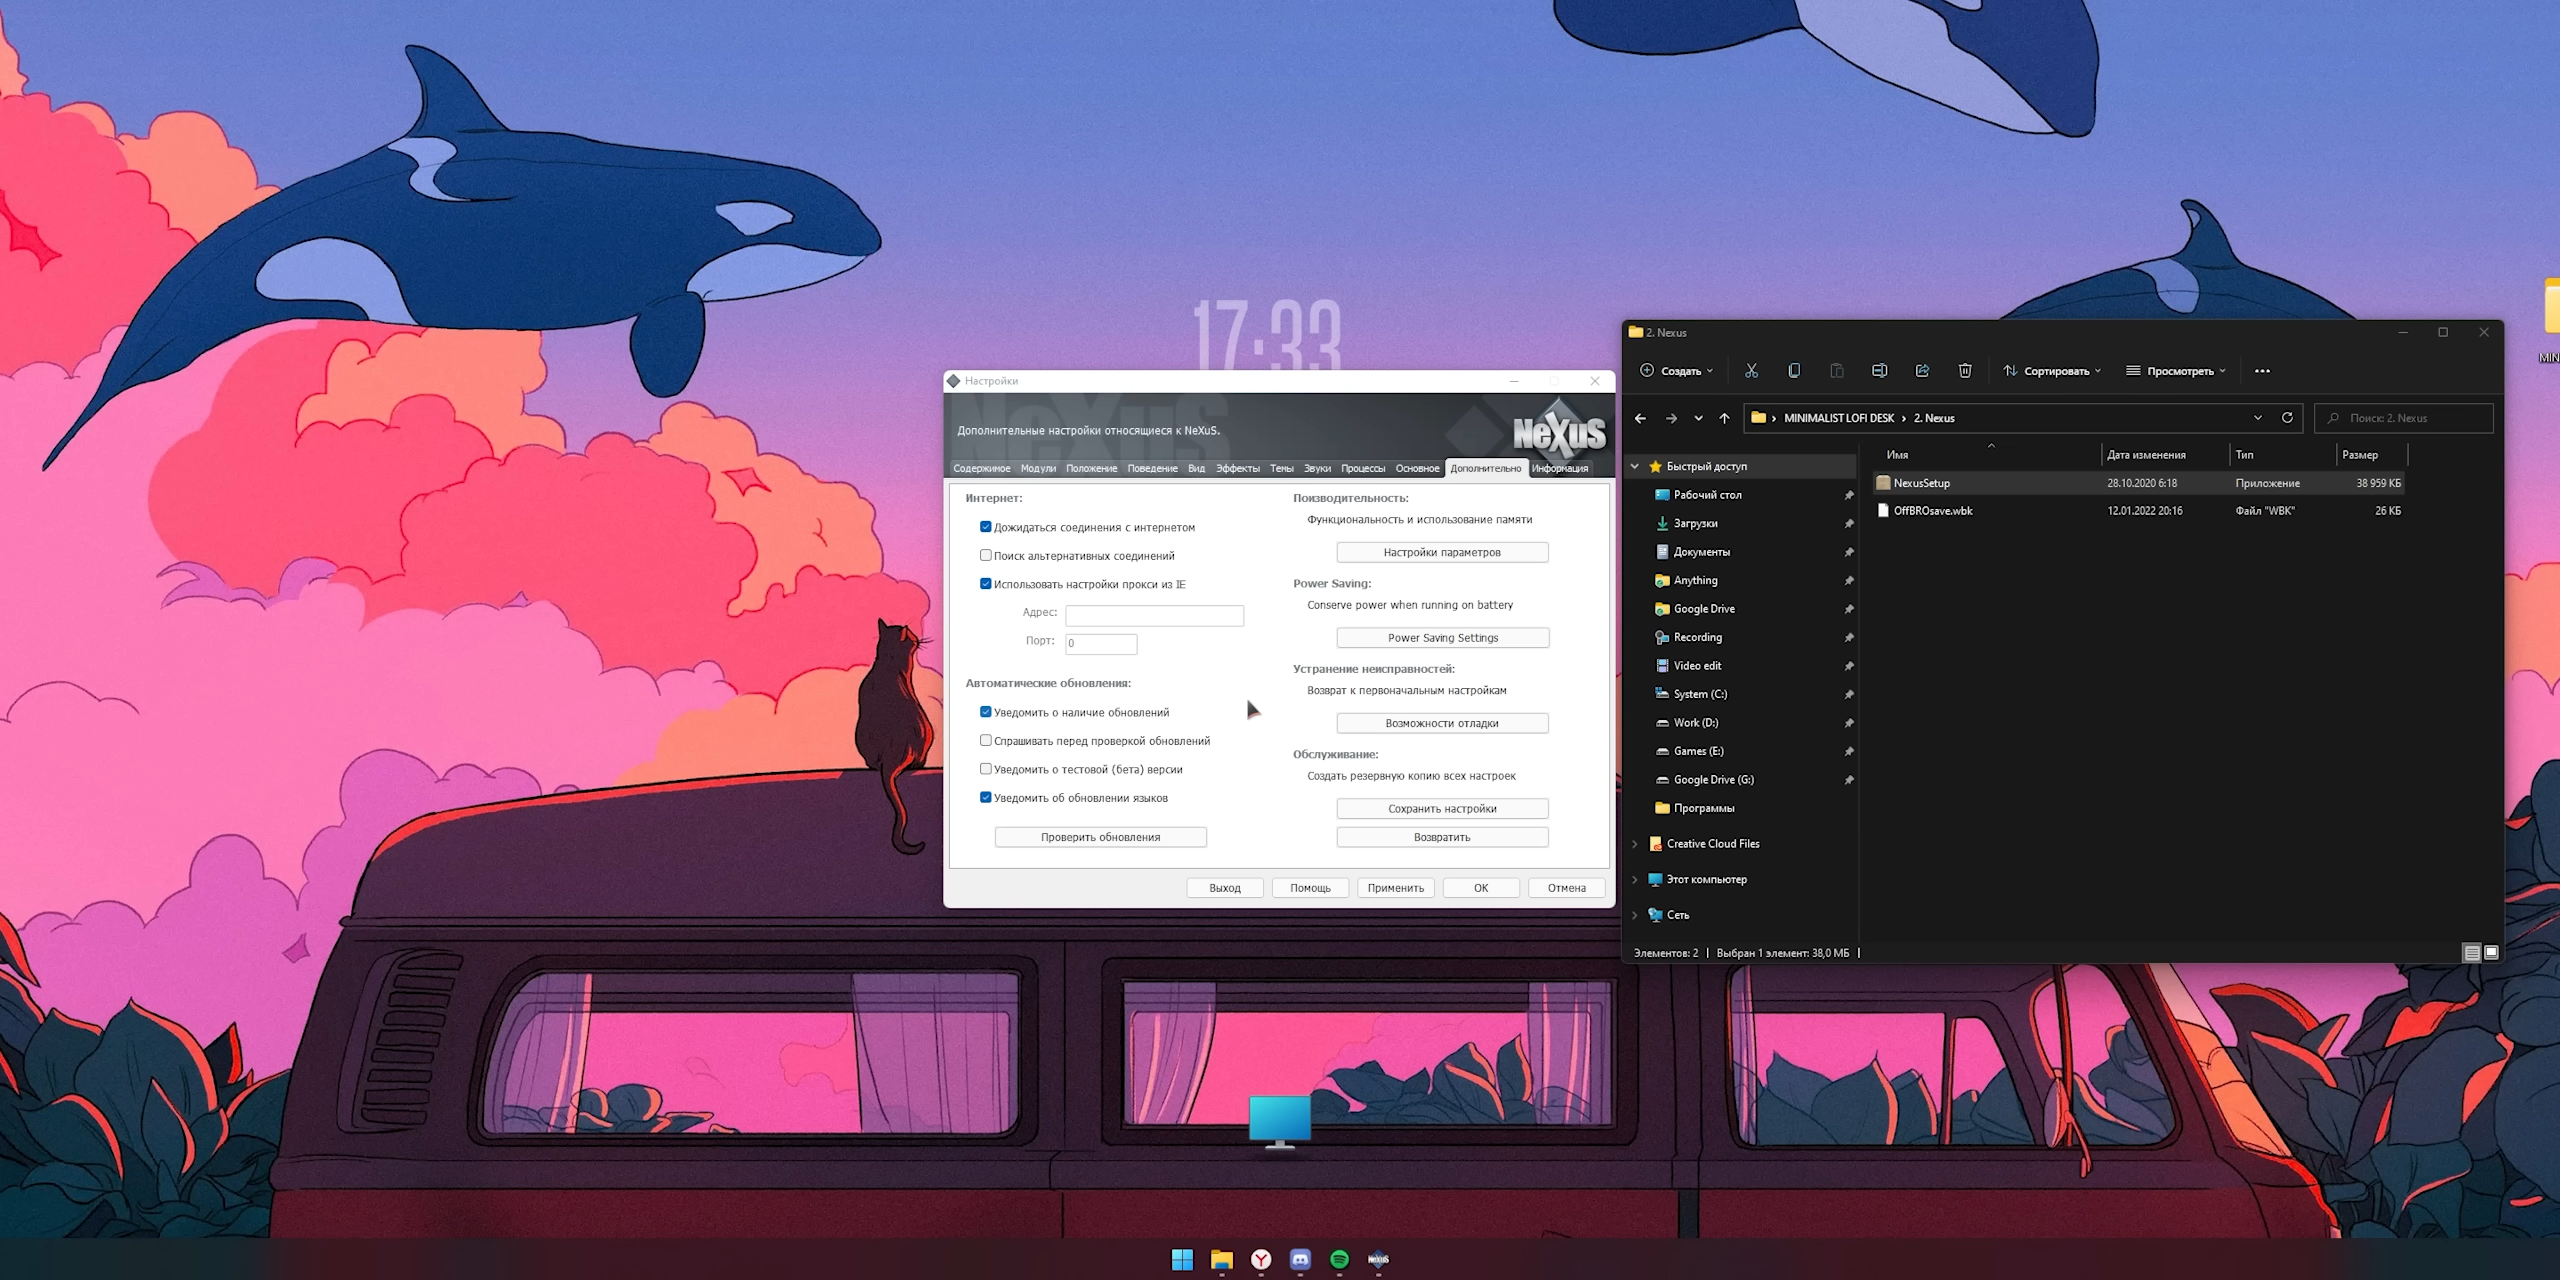 17:33
MIN
Настройки
Дополнительные настройки относящиеся к NeXuS.
NeXuS
Содержимое Модули Положение Поведение Вид Эффекты Темы Звуки Процессы Основное Дополнительно Информация
Интернет:
Дожидаться соединения с интернетом
Поиск альтернативных соединений
Использовать настройки прокси из IE
Адрес:
Порт: 0
Автоматические обновления:
Уведомить о наличие обновлений
Спрашивать перед проверкой обновлений
Уведомить о тестовой (бета) версии
Уведомить об обновлении языков
Проверить обновления
Поизводительность:
Функциональность и использование памяти
Настройки параметров
Power Saving:
Conserve power when running on battery
Power Saving Settings
Устранение неисправностей:
Возврат к первоначальным настройкам
Возможности отладки
Обслуживание:
Создать резервную копию всех настроек
Сохранить настройки
Возвратить
Выход Помощь Применить ОК Отмена
2. Nexus
Создать Сортировать Просмотреть
MINIMALIST LOFI DESK › 2. Nexus Поиск: 2. Nexus
Имя Дата изменения Тип Размер
NexusSetup 28.10.2020 6:18 Приложение 38 959 КБ
OffBROsave.wbk 12.01.2022 20:16 Файл "WBK" 26 КБ
Быстрый доступ
Рабочий стол
Загрузки
Документы
Anything
Google Drive
Recording
Video edit
System (C:)
Work (D:)
Games (E:)
Google Drive (G:)
Программы
Creative Cloud Files
Этот компьютер
Сеть
Элементов: 2 Выбран 1 элемент: 38,0 МБ
NeXuS